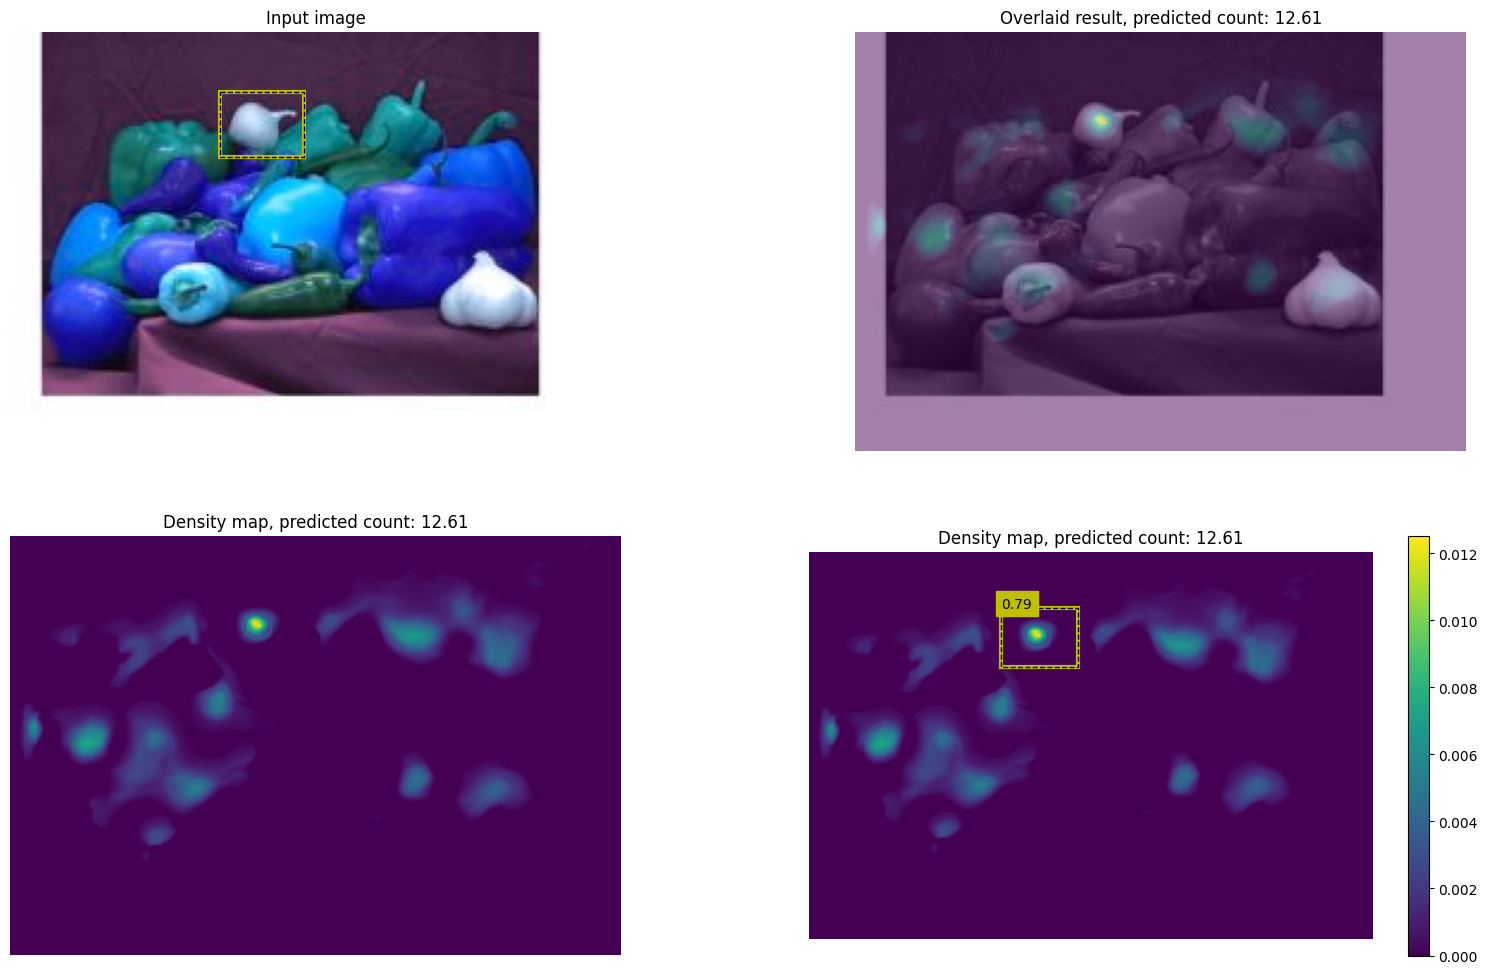 Input image
Overlaid result, predicted count: 12.61
Density map, predicted count: 12.61
Density map, predicted count: 12.61
0.79
0.012
0.010
0.008
0.006
0.004
0.002
0.000